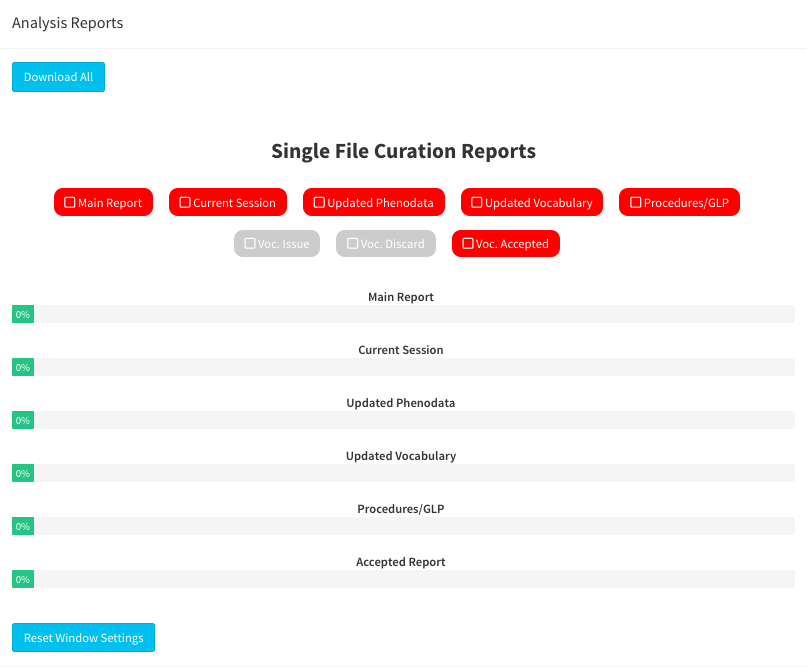 Analysis Reports
Download All
Single File Curation Reports
Main Report Current Session Updated Phenodata Updated Vocabulary Procedures/GLP
Voc. Issue Voc. Discard Voc. Accepted
Main Report
0%
Current Session
0%
Updated Phenodata
0%
Updated Vocabulary
0%
Procedures/GLP
0%
Accepted Report
0%
Reset Window Settings